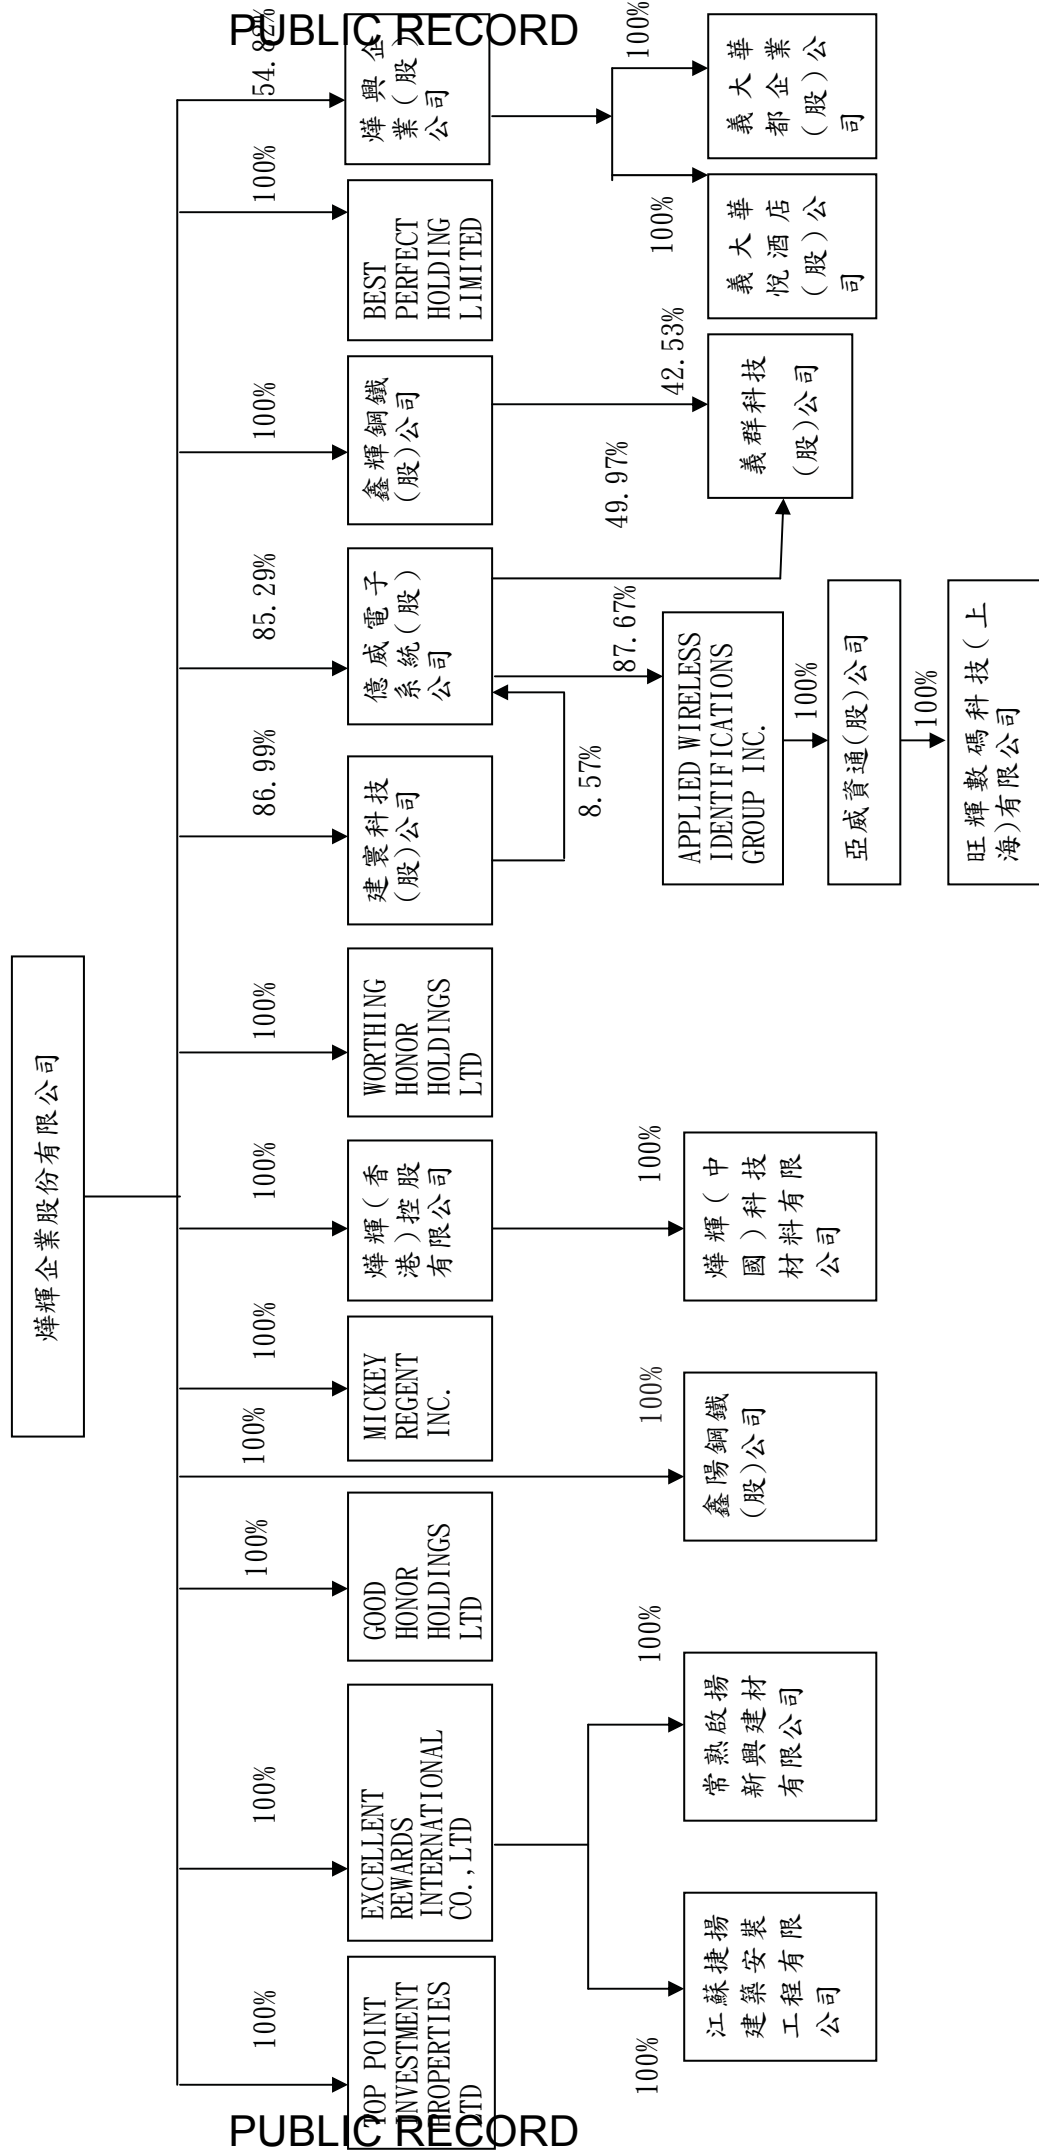 PUBLIC RECORD
燁輝企業股份有限公司
100%
TOP POINT
INVESTMENT
PROPERTIES
LTD
100%
EXCELLENT
REWARDS
INTERNATIONAL
CO.,LTD
100%
GOOD
HONOR
HOLDINGS
LTD
100%
100%
MICKEY
REGENT
INC.
100%
燁輝(香
港)控股
有限公司
100%
WORTHING
HONOR
HOLDINGS
LTD
86.99%
建寰科技
(股)公司
85.29%
億威電子
系統(股)
公司
100%
鑫輝鋼鐵
(股)公司
100%
BEST
PERFECT
HOLDING
LIMITED
54.82%
燁興企
業(股)
公司
100%
江蘇捷揚
建築安裝
工程有限
公司
100%
常熟啟揚
新興建材
有限公司
100%
鑫陽鋼鐵
(股)公司
100%
燁輝(中
國)科技
材料有限
公司
8.57%
87.67%
APPLIED WIRELESS
IDENTIFICATIONS
GROUP INC.
100%
亞威資通(股)公司
100%
旺輝數碼科技(上
海)有限公司
49.97%
42.53%
義群科技
(股)公司
100%
義大華
悅酒店
(股)公
司
100%
義大華
都企業
(股)公
司
PUBLIC RECORD